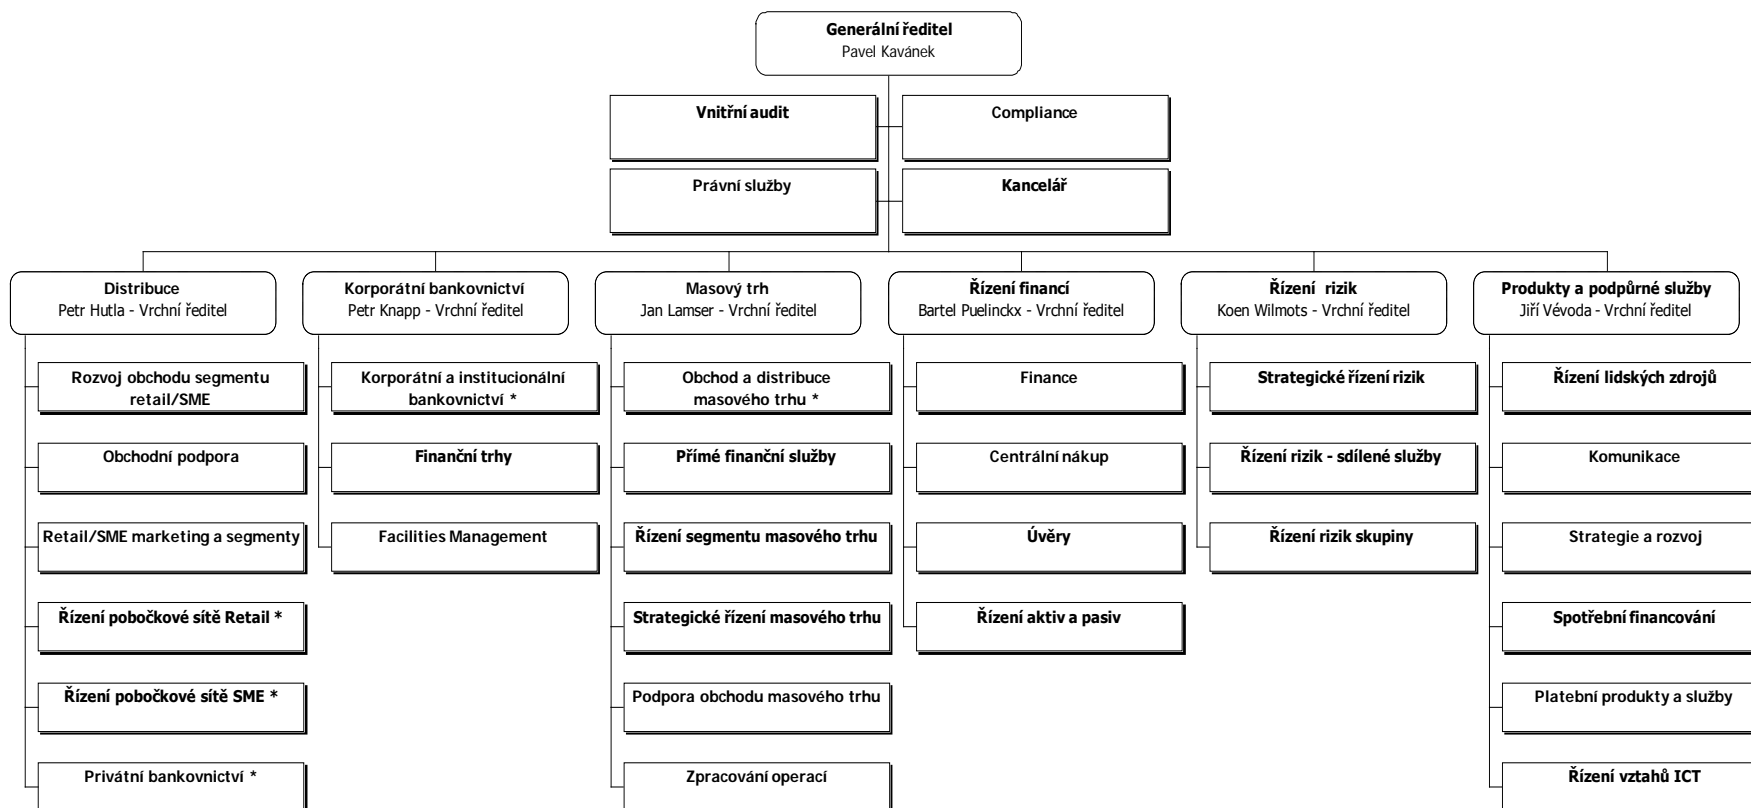 Generální ředitel
Pavel Kavánek
Vnitřní audit
Compliance
Právní služby
Kancelář
Distribuce
Petr Hutla - Vrchní ředitel
Korporátní bankovnictví
Petr Knapp - Vrchní ředitel
Masový trh
Jan Lamser - Vrchní ředitel
Řízení financí
Bartel Puelinckx - Vrchní ředitel
Řízení rizik
Koen Wilmots - Vrchní ředitel
Produkty a podpůrné služby
Jiří Vévoda - Vrchní ředitel
Rozvoj obchodu segmentu
retail/SME
Obchodní podpora
Retail/SME marketing a segmenty
Řízení pobočkové sítě Retail *
Řízení pobočkové sítě SME *
Privátní bankovnictví *
Korporátní a institucionální
bankovnictví *
Finanční trhy
Facilities Management
Obchod a distribuce
masového trhu *
Přímé finanční služby
Řízení segmentu masového trhu
Strategické řízení masového trhu
Podpora obchodu masového trhu
Zpracování operací
Finance
Centrální nákup
Úvěry
Řízení aktiv a pasiv
Strategické řízení rizik
Řízení rizik - sdílené služby
Řízení rizik skupiny
Řízení lidských zdrojů
Komunikace
Strategie a rozvoj
Spotřební financování
Platební produkty a služby
Řízení vztahů ICT